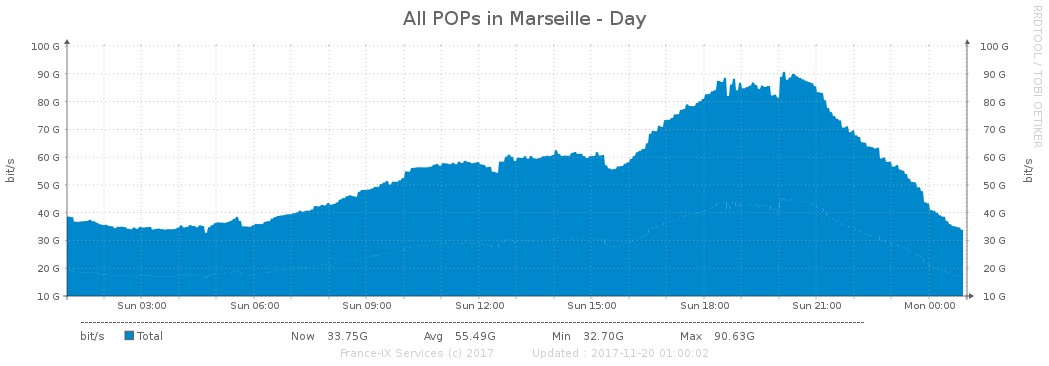 All POPs in Marseille - Day
RRDTOOL / TOBI OETIKER
100 G 100 G
90 G 90 G
80 G 80 G
70 G 70 G
60 G 60 G
50 G 50 G
40 G 40 G
30 G 30 G
20 G 20 G
10 G 10 G
bit/s bit/s
Sun 03:00 Sun 06:00 Sun 09:00 Sun 12:00 Sun 15:00 Sun 18:00 Sun 21:00 Mon 00:00
bit/s Total Now 33.75G Avg 55.49G Min 32.70G Max 90.63G
France-IX Services (c) 2017 Updated : 2017-11-20 01:00:02